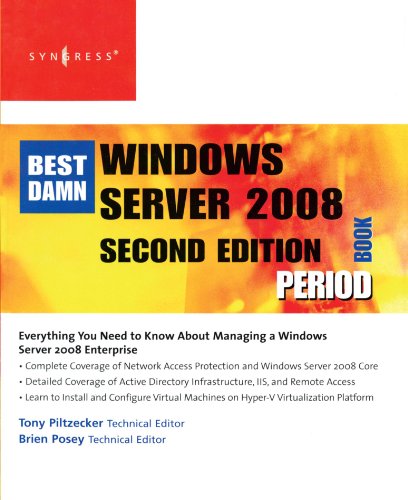 SYNGRESS®
BEST DAMN
WINDOWS
SERVER 2008
SECOND EDITION
BOOK
PERIOD
Everything You Need to Know About Managing a Windows
Server 2008 Enterprise
• Complete Coverage of Network Access Protection and Windows Server 2008 Core
• Detailed Coverage of Active Directory Infrastructure, IIS, and Remote Access
• Learn to Install and Configure Virtual Machines on Hyper-V Virtualization Platform
Tony Piltzecker Technical Editor
Brien Posey Technical Editor